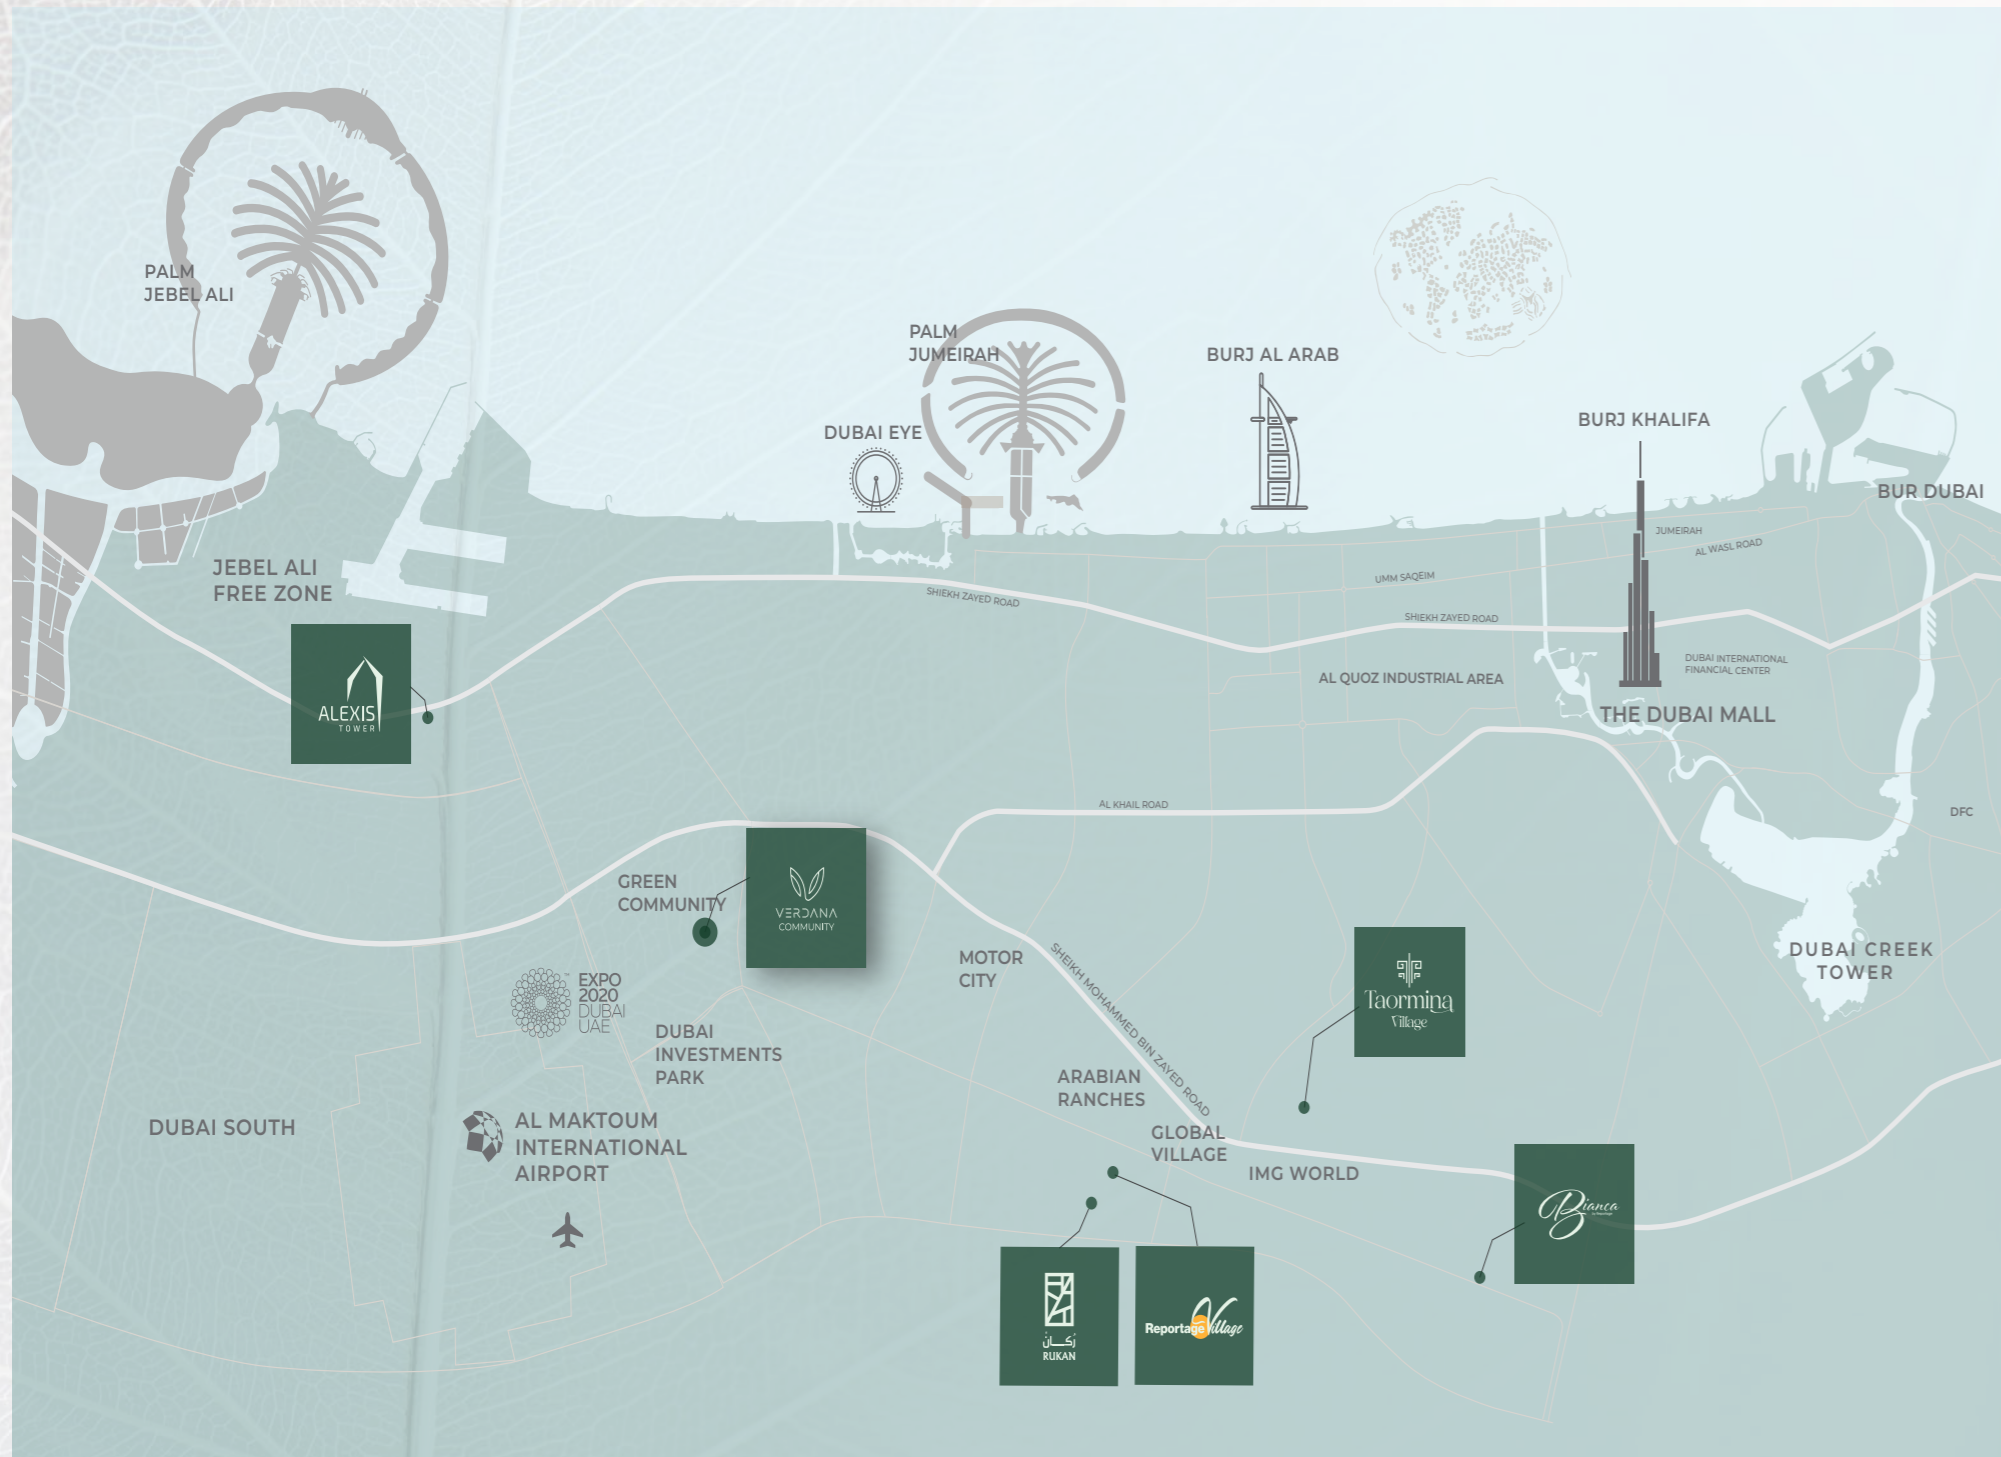 PALM
JEBEL ALI
PALM
JUMEIRAH
BURJ AL ARAB
DUBAI EYE
BURJ KHALIFA
BUR DUBAI
JUMEIRAH
AL WASL ROAD
UMM SAQEIM
JEBEL ALI
FREE ZONE
SHIEKH ZAYED ROAD
SHIEKH ZAYED ROAD
DUBAI INTERNATIONAL
FINANCIAL CENTER
AL QUOZ INDUSTRIAL AREA
ALEXIS
TOWER
THE DUBAI MALL
AL KHAIL ROAD
DFC
GREEN
COMMUNITY
VERDANA
COMMUNITY
MOTOR
CITY
SHEIKH MOHAMMED BIN ZAYED ROAD
DUBAI CREEK
TOWER
EXPO
2020
DUBAI
UAE
™
Taormina
Village
DUBAI
INVESTMENTS
PARK
ARABIAN
RANCHES
DUBAI SOUTH
AL MAKTOUM
INTERNATIONAL
AIRPORT
GLOBAL
VILLAGE
IMG WORLD
Bianca
رُكــانْ
RUKAN
Reportage Village